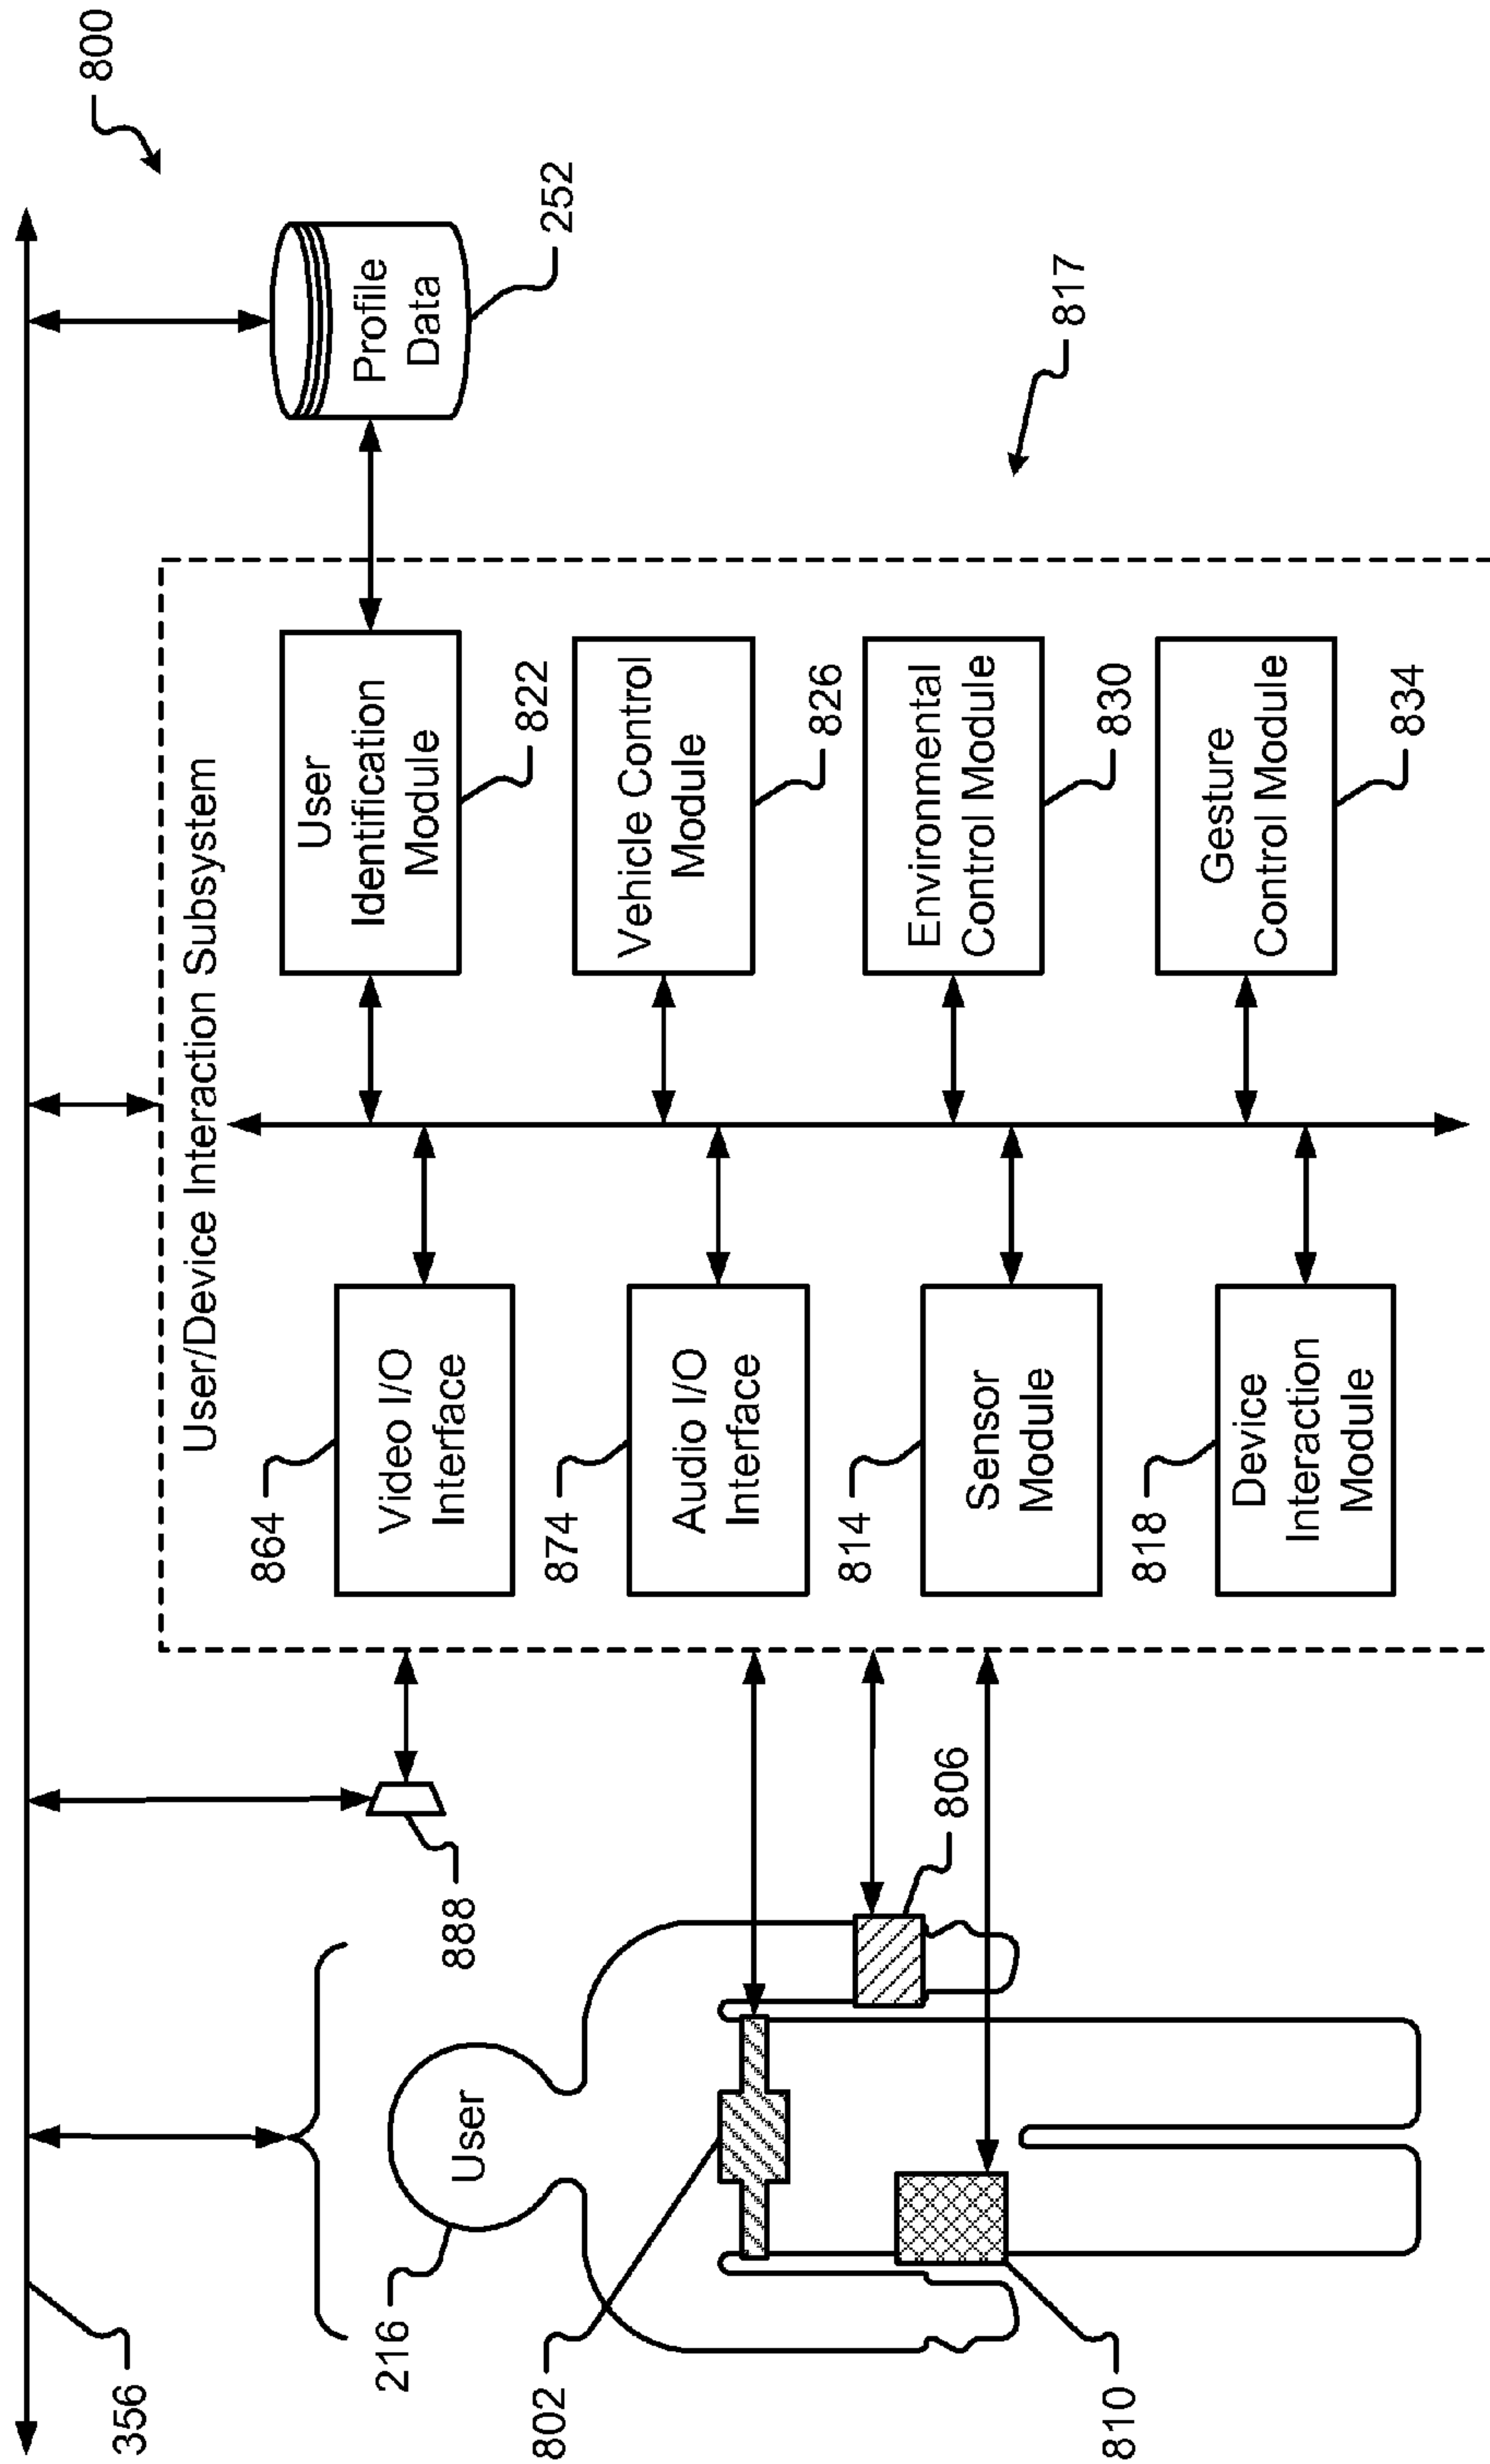 800
356
Profile
Data
252
817
User/Device Interaction Subsystem
864
Video I/O
Interface
User
Identification
Module
822
874
Audio I/O
Interface
Vehicle Control
Module
826
814
Sensor
Module
Environmental
Control Module
830
818
Device
Interaction
Module
Gesture
Control Module
834
888
User
216
802
806
810